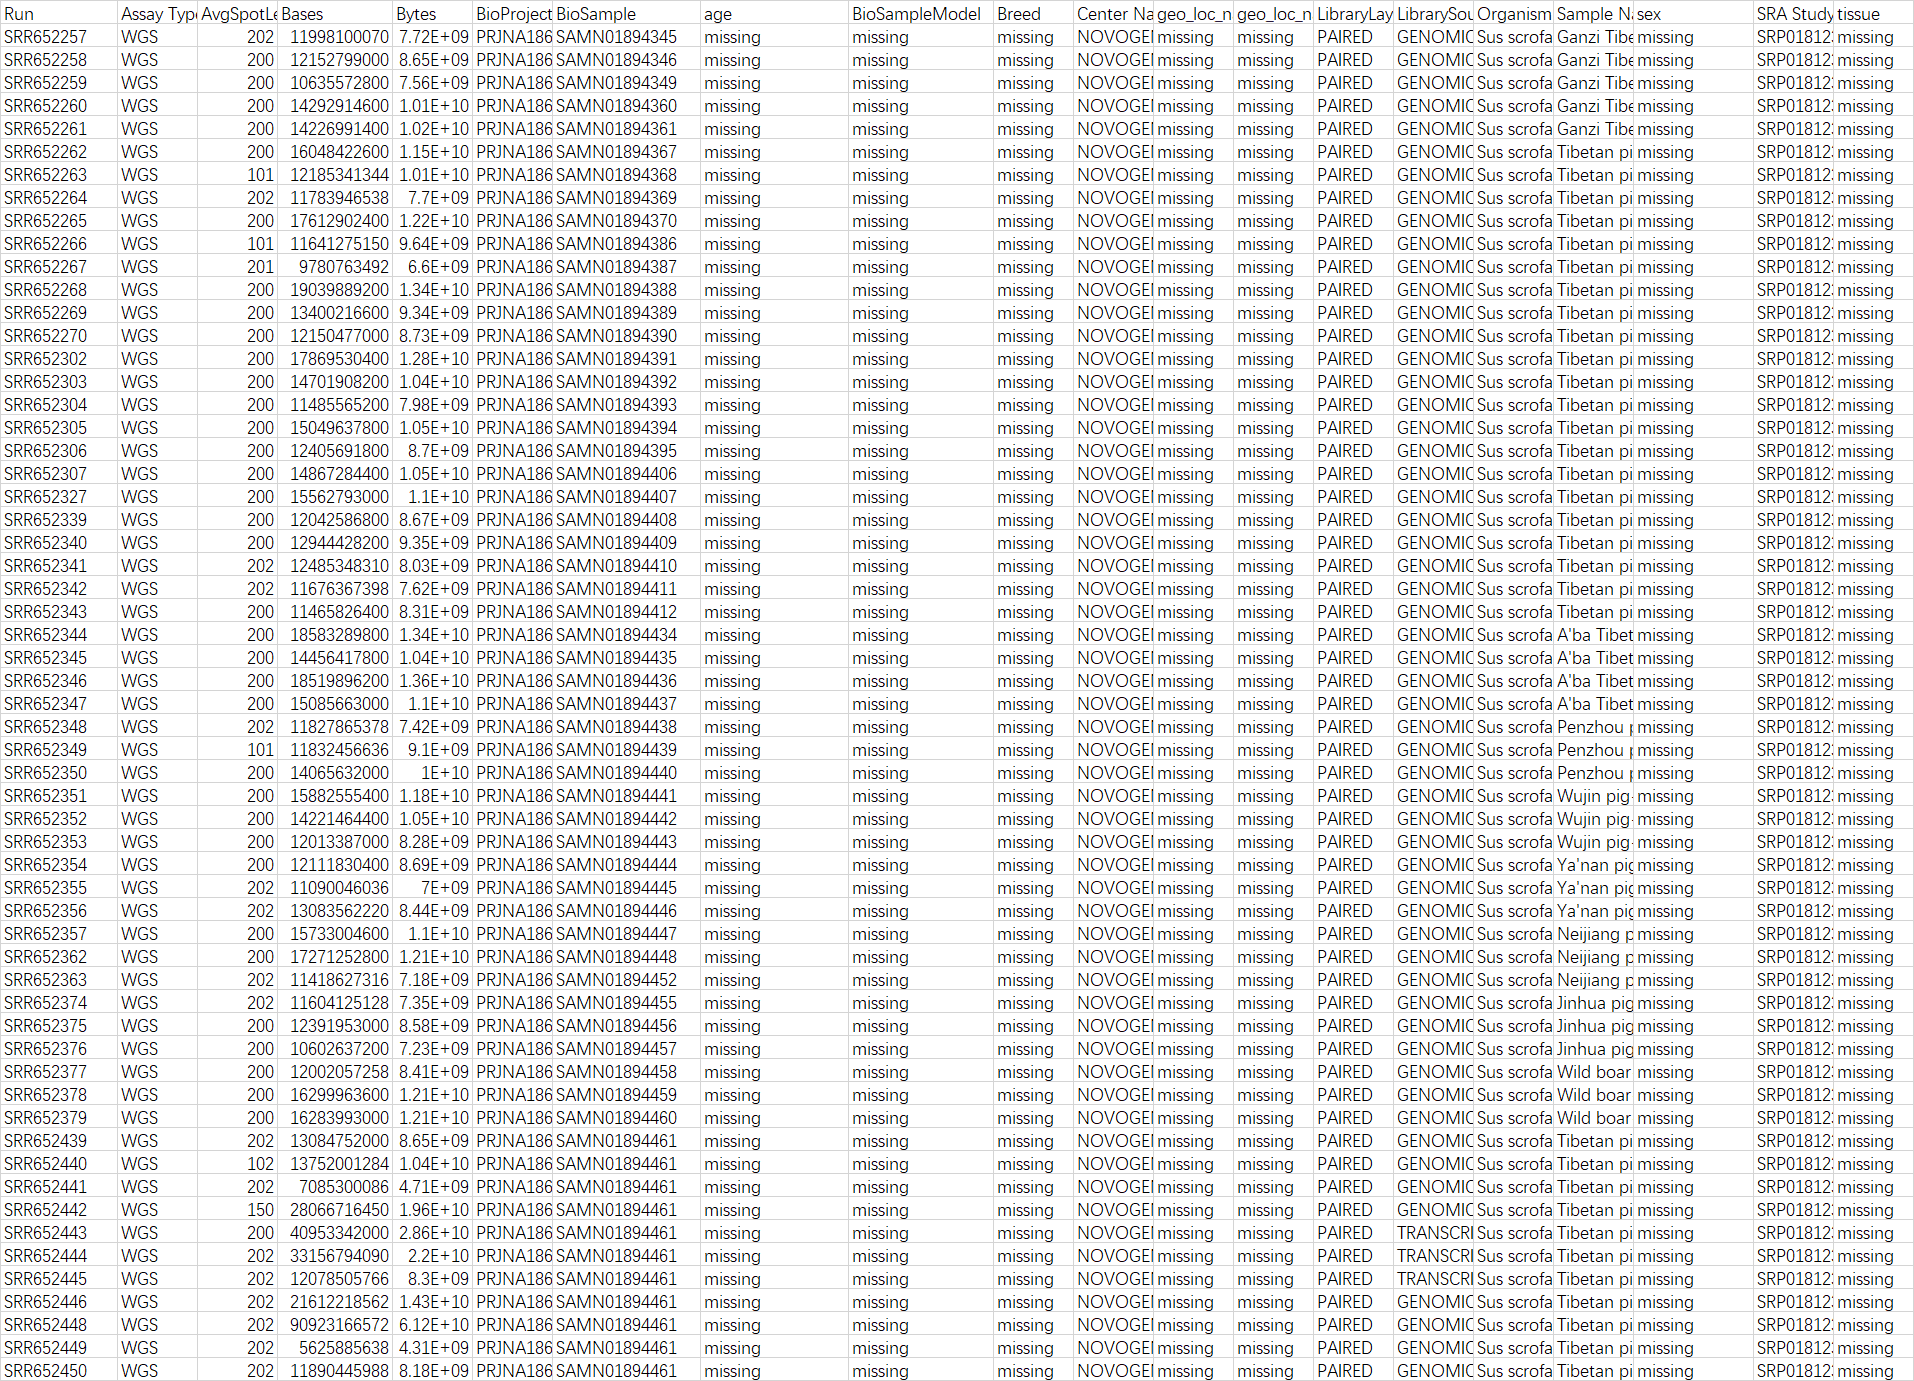 Run Assay Typ AvgSpotLe Bases Bytes BioProject BioSample age BioSampleModel Breed Center Na geo_loc_n geo_loc_n LibraryLay LibrarySou Organism Sample Na sex SRA Study tissue
SRR652257 WGS 202 11998100070 7.72E+09 PRJNA186 SAMN01894345 missing missing missing NOVOGEI missing missing PAIRED GENOMIC Sus scrofa Ganzi Tibe missing SRP01812 missing
SRR652258 WGS 200 12152799000 8.65E+09 PRJNA186 SAMN01894346 missing missing missing NOVOGEI missing missing PAIRED GENOMIC Sus scrofa Ganzi Tibe missing SRP01812 missing
SRR652259 WGS 200 10635572800 7.56E+09 PRJNA186 SAMN01894349 missing missing missing NOVOGEI missing missing PAIRED GENOMIC Sus scrofa Ganzi Tibe missing SRP01812 missing
SRR652260 WGS 200 14292914600 1.01E+10 PRJNA186 SAMN01894360 missing missing missing NOVOGEI missing missing PAIRED GENOMIC Sus scrofa Ganzi Tibe missing SRP01812 missing
SRR652261 WGS 200 14226991400 1.02E+10 PRJNA186 SAMN01894361 missing missing missing NOVOGEI missing missing PAIRED GENOMIC Sus scrofa Ganzi Tibe missing SRP01812 missing
SRR652262 WGS 200 16048422600 1.15E+10 PRJNA186 SAMN01894367 missing missing missing NOVOGEI missing missing PAIRED GENOMIC Sus scrofa Tibetan pi missing SRP01812 missing
SRR652263 WGS 101 12185341344 1.01E+10 PRJNA186 SAMN01894368 missing missing missing NOVOGEI missing missing PAIRED GENOMIC Sus scrofa Tibetan pi missing SRP01812 missing
SRR652264 WGS 202 11783946538 7.7E+09 PRJNA186 SAMN01894369 missing missing missing NOVOGEI missing missing PAIRED GENOMIC Sus scrofa Tibetan pi missing SRP01812 missing
SRR652265 WGS 200 17612902400 1.22E+10 PRJNA186 SAMN01894370 missing missing missing NOVOGEI missing missing PAIRED GENOMIC Sus scrofa Tibetan pi missing SRP01812 missing
SRR652266 WGS 101 11641275150 9.64E+09 PRJNA186 SAMN01894386 missing missing missing NOVOGEI missing missing PAIRED GENOMIC Sus scrofa Tibetan pi missing SRP01812 missing
SRR652267 WGS 201 9780763492 6.6E+09 PRJNA186 SAMN01894387 missing missing missing NOVOGEI missing missing PAIRED GENOMIC Sus scrofa Tibetan pi missing SRP01812 missing
SRR652268 WGS 200 19039889200 1.34E+10 PRJNA186 SAMN01894388 missing missing missing NOVOGEI missing missing PAIRED GENOMIC Sus scrofa Tibetan pi missing SRP01812 missing
SRR652269 WGS 200 13400216600 9.34E+09 PRJNA186 SAMN01894389 missing missing missing NOVOGEI missing missing PAIRED GENOMIC Sus scrofa Tibetan pi missing SRP01812 missing
SRR652270 WGS 200 12150477000 8.73E+09 PRJNA186 SAMN01894390 missing missing missing NOVOGEI missing missing PAIRED GENOMIC Sus scrofa Tibetan pi missing SRP01812 missing
SRR652302 WGS 200 17869530400 1.28E+10 PRJNA186 SAMN01894391 missing missing missing NOVOGEI missing missing PAIRED GENOMIC Sus scrofa Tibetan pi missing SRP01812 missing
SRR652303 WGS 200 14701908200 1.04E+10 PRJNA186 SAMN01894392 missing missing missing NOVOGEI missing missing PAIRED GENOMIC Sus scrofa Tibetan pi missing SRP01812 missing
SRR652304 WGS 200 11485565200 7.98E+09 PRJNA186 SAMN01894393 missing missing missing NOVOGEI missing missing PAIRED GENOMIC Sus scrofa Tibetan pi missing SRP01812 missing
SRR652305 WGS 200 15049637800 1.05E+10 PRJNA186 SAMN01894394 missing missing missing NOVOGEI missing missing PAIRED GENOMIC Sus scrofa Tibetan pi missing SRP01812 missing
SRR652306 WGS 200 12405691800 8.7E+09 PRJNA186 SAMN01894395 missing missing missing NOVOGEI missing missing PAIRED GENOMIC Sus scrofa Tibetan pi missing SRP01812 missing
SRR652307 WGS 200 14867284400 1.05E+10 PRJNA186 SAMN01894406 missing missing missing NOVOGEI missing missing PAIRED GENOMIC Sus scrofa Tibetan pi missing SRP01812 missing
SRR652327 WGS 200 15562793000 1.1E+10 PRJNA186 SAMN01894407 missing missing missing NOVOGEI missing missing PAIRED GENOMIC Sus scrofa Tibetan pi missing SRP01812 missing
SRR652339 WGS 200 12042586800 8.67E+09 PRJNA186 SAMN01894408 missing missing missing NOVOGEI missing missing PAIRED GENOMIC Sus scrofa Tibetan pi missing SRP01812 missing
SRR652340 WGS 200 12944428200 9.35E+09 PRJNA186 SAMN01894409 missing missing missing NOVOGEI missing missing PAIRED GENOMIC Sus scrofa Tibetan pi missing SRP01812 missing
SRR652341 WGS 202 12485348310 8.03E+09 PRJNA186 SAMN01894410 missing missing missing NOVOGEI missing missing PAIRED GENOMIC Sus scrofa Tibetan pi missing SRP01812 missing
SRR652342 WGS 202 11676367398 7.62E+09 PRJNA186 SAMN01894411 missing missing missing NOVOGEI missing missing PAIRED GENOMIC Sus scrofa Tibetan pi missing SRP01812 missing
SRR652343 WGS 200 11465826400 8.31E+09 PRJNA186 SAMN01894412 missing missing missing NOVOGEI missing missing PAIRED GENOMIC Sus scrofa Tibetan pi missing SRP01812 missing
SRR652344 WGS 200 18583289800 1.34E+10 PRJNA186 SAMN01894434 missing missing missing NOVOGEI missing missing PAIRED GENOMIC Sus scrofa A'ba Tibet missing SRP01812 missing
SRR652345 WGS 200 14456417800 1.04E+10 PRJNA186 SAMN01894435 missing missing missing NOVOGEI missing missing PAIRED GENOMIC Sus scrofa A'ba Tibet missing SRP01812 missing
SRR652346 WGS 200 18519896200 1.36E+10 PRJNA186 SAMN01894436 missing missing missing NOVOGEI missing missing PAIRED GENOMIC Sus scrofa A'ba Tibet missing SRP01812 missing
SRR652347 WGS 200 15085663000 1.1E+10 PRJNA186 SAMN01894437 missing missing missing NOVOGEI missing missing PAIRED GENOMIC Sus scrofa A'ba Tibet missing SRP01812 missing
SRR652348 WGS 202 11827865378 7.42E+09 PRJNA186 SAMN01894438 missing missing missing NOVOGEI missing missing PAIRED GENOMIC Sus scrofa Penzhou p missing SRP01812 missing
SRR652349 WGS 101 11832456636 9.1E+09 PRJNA186 SAMN01894439 missing missing missing NOVOGEI missing missing PAIRED GENOMIC Sus scrofa Penzhou p missing SRP01812 missing
SRR652350 WGS 200 14065632000 1E+10 PRJNA186 SAMN01894440 missing missing missing NOVOGEI missing missing PAIRED GENOMIC Sus scrofa Penzhou p missing SRP01812 missing
SRR652351 WGS 200 15882555400 1.18E+10 PRJNA186 SAMN01894441 missing missing missing NOVOGEI missing missing PAIRED GENOMIC Sus scrofa Wujin pig- missing SRP01812 missing
SRR652352 WGS 200 14221464400 1.05E+10 PRJNA186 SAMN01894442 missing missing missing NOVOGEI missing missing PAIRED GENOMIC Sus scrofa Wujin pig- missing SRP01812 missing
SRR652353 WGS 200 12013387000 8.28E+09 PRJNA186 SAMN01894443 missing missing missing NOVOGEI missing missing PAIRED GENOMIC Sus scrofa Wujin pig- missing SRP01812 missing
SRR652354 WGS 200 12111830400 8.69E+09 PRJNA186 SAMN01894444 missing missing missing NOVOGEI missing missing PAIRED GENOMIC Sus scrofa Ya'nan pig missing SRP01812 missing
SRR652355 WGS 202 11090046036 7E+09 PRJNA186 SAMN01894445 missing missing missing NOVOGEI missing missing PAIRED GENOMIC Sus scrofa Ya'nan pig missing SRP01812 missing
SRR652356 WGS 202 13083562220 8.44E+09 PRJNA186 SAMN01894446 missing missing missing NOVOGEI missing missing PAIRED GENOMIC Sus scrofa Ya'nan pig missing SRP01812 missing
SRR652357 WGS 200 15733004600 1.1E+10 PRJNA186 SAMN01894447 missing missing missing NOVOGEI missing missing PAIRED GENOMIC Sus scrofa Neijiang p missing SRP01812 missing
SRR652362 WGS 200 17271252800 1.21E+10 PRJNA186 SAMN01894448 missing missing missing NOVOGEI missing missing PAIRED GENOMIC Sus scrofa Neijiang p missing SRP01812 missing
SRR652363 WGS 202 11418627316 7.18E+09 PRJNA186 SAMN01894452 missing missing missing NOVOGEI missing missing PAIRED GENOMIC Sus scrofa Neijiang p missing SRP01812 missing
SRR652374 WGS 202 11604125128 7.35E+09 PRJNA186 SAMN01894455 missing missing missing NOVOGEI missing missing PAIRED GENOMIC Sus scrofa Jinhua pig missing SRP01812 missing
SRR652375 WGS 200 12391953000 8.58E+09 PRJNA186 SAMN01894456 missing missing missing NOVOGEI missing missing PAIRED GENOMIC Sus scrofa Jinhua pig missing SRP01812 missing
SRR652376 WGS 200 10602637200 7.23E+09 PRJNA186 SAMN01894457 missing missing missing NOVOGEI missing missing PAIRED GENOMIC Sus scrofa Jinhua pig missing SRP01812 missing
SRR652377 WGS 200 12002057258 8.41E+09 PRJNA186 SAMN01894458 missing missing missing NOVOGEI missing missing PAIRED GENOMIC Sus scrofa Wild boar missing SRP01812 missing
SRR652378 WGS 200 16299963600 1.21E+10 PRJNA186 SAMN01894459 missing missing missing NOVOGEI missing missing PAIRED GENOMIC Sus scrofa Wild boar missing SRP01812 missing
SRR652379 WGS 200 16283993000 1.21E+10 PRJNA186 SAMN01894460 missing missing missing NOVOGEI missing missing PAIRED GENOMIC Sus scrofa Wild boar missing SRP01812 missing
SRR652439 WGS 202 13084752000 8.65E+09 PRJNA186 SAMN01894461 missing missing missing NOVOGEI missing missing PAIRED GENOMIC Sus scrofa Tibetan pi missing SRP01812 missing
SRR652440 WGS 102 13752001284 1.04E+10 PRJNA186 SAMN01894461 missing missing missing NOVOGEI missing missing PAIRED GENOMIC Sus scrofa Tibetan pi missing SRP01812 missing
SRR652441 WGS 202 7085300086 4.71E+09 PRJNA186 SAMN01894461 missing missing missing NOVOGEI missing missing PAIRED GENOMIC Sus scrofa Tibetan pi missing SRP01812 missing
SRR652442 WGS 150 28066716450 1.96E+10 PRJNA186 SAMN01894461 missing missing missing NOVOGEI missing missing PAIRED GENOMIC Sus scrofa Tibetan pi missing SRP01812 missing
SRR652443 WGS 200 40953342000 2.86E+10 PRJNA186 SAMN01894461 missing missing missing NOVOGEI missing missing PAIRED TRANSCRI Sus scrofa Tibetan pi missing SRP01812 missing
SRR652444 WGS 202 33156794090 2.2E+10 PRJNA186 SAMN01894461 missing missing missing NOVOGEI missing missing PAIRED TRANSCRI Sus scrofa Tibetan pi missing SRP01812 missing
SRR652445 WGS 202 12078505766 8.3E+09 PRJNA186 SAMN01894461 missing missing missing NOVOGEI missing missing PAIRED TRANSCRI Sus scrofa Tibetan pi missing SRP01812 missing
SRR652446 WGS 202 21612218562 1.43E+10 PRJNA186 SAMN01894461 missing missing missing NOVOGEI missing missing PAIRED GENOMIC Sus scrofa Tibetan pi missing SRP01812 missing
SRR652448 WGS 202 90923166572 6.12E+10 PRJNA186 SAMN01894461 missing missing missing NOVOGEI missing missing PAIRED GENOMIC Sus scrofa Tibetan pi missing SRP01812 missing
SRR652449 WGS 202 5625885638 4.31E+09 PRJNA186 SAMN01894461 missing missing missing NOVOGEI missing missing PAIRED GENOMIC Sus scrofa Tibetan pi missing SRP01812 missing
SRR652450 WGS 202 11890445988 8.18E+09 PRJNA186 SAMN01894461 missing missing missing NOVOGEI missing missing PAIRED GENOMIC Sus scrofa Tibetan pi missing SRP01812 missing